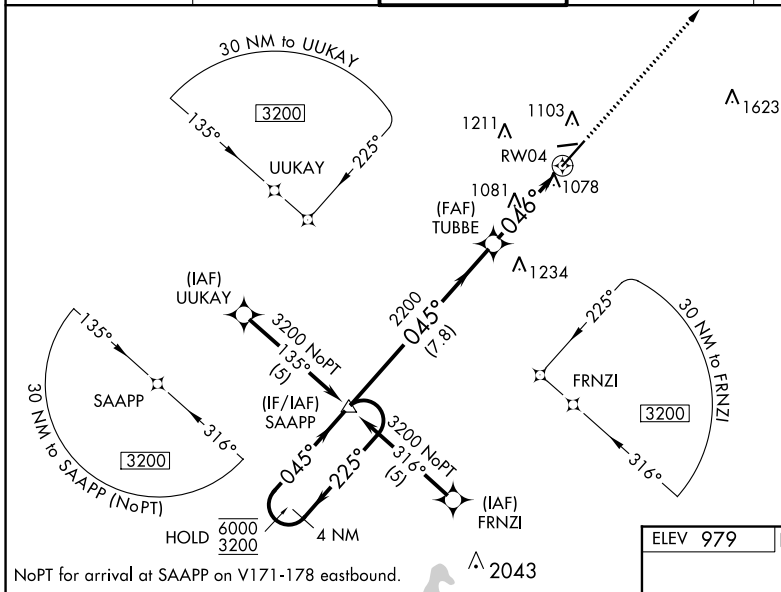 30 NM to UUKAY
3200
135°
225°
UUKAY
1211
1103
1623
RW04
1078
1081
046°
(FAF)
TUBBE
1234
(IAF)
UUKAY
3200 NoPT
135°
(5)
2200
045°
(7.8)
135°
SAAPP
316°
3200
30 NM to SAAPP (NoPT)
(IF/IAF)
SAAPP
3200 NoPT
316°
(5)
(IAF)
FRNZI
045°
225°
HOLD
6000
3200
4 NM
225°
30 NM to FRNZI
FRNZI
3200
316°
NoPT for arrival at SAAPP on V171-178 eastbound.
2043
ELEV 979